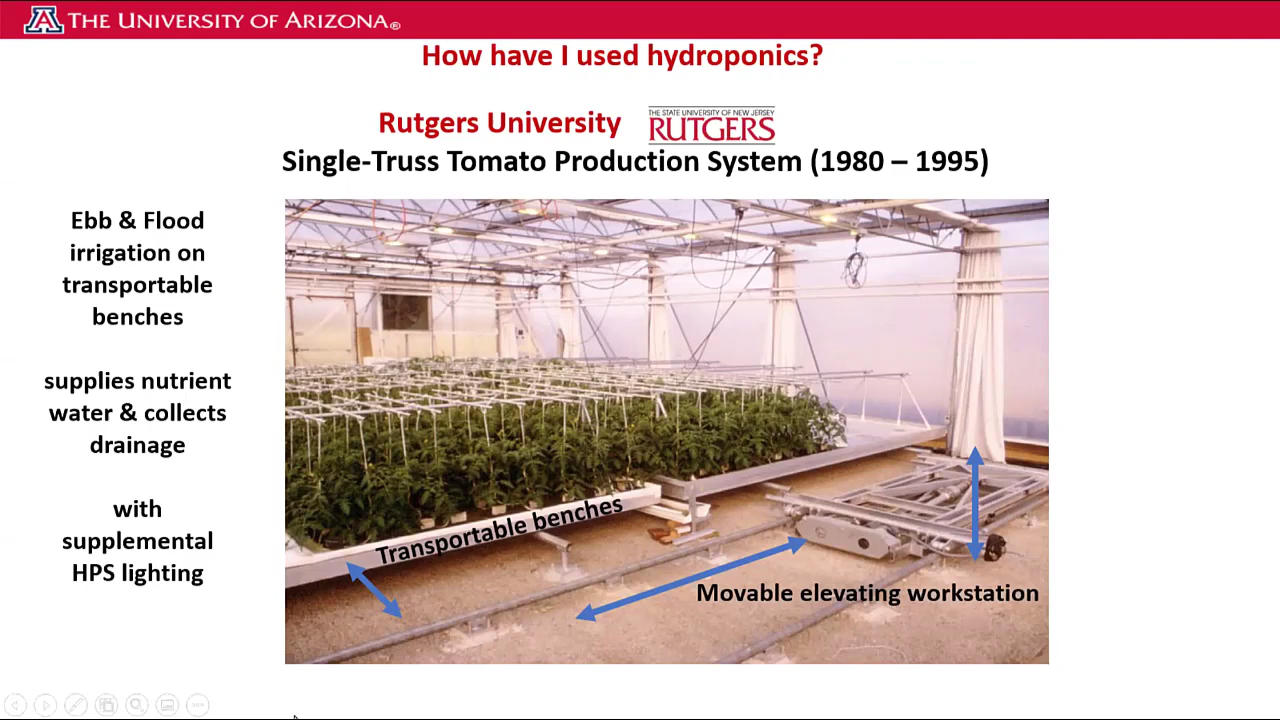 THE UNIVERSITY OF ARIZONA®
How have I used hydroponics?
Rutgers University
THE STATE UNIVERSITY OF NEW JERSEY
RUTGERS
Single-Truss Tomato Production System (1980 – 1995)
Ebb & Flood
irrigation on
transportable
benches
supplies nutrient
water & collects
drainage
with
supplemental
HPS lighting
Transportable benches
Movable elevating workstation